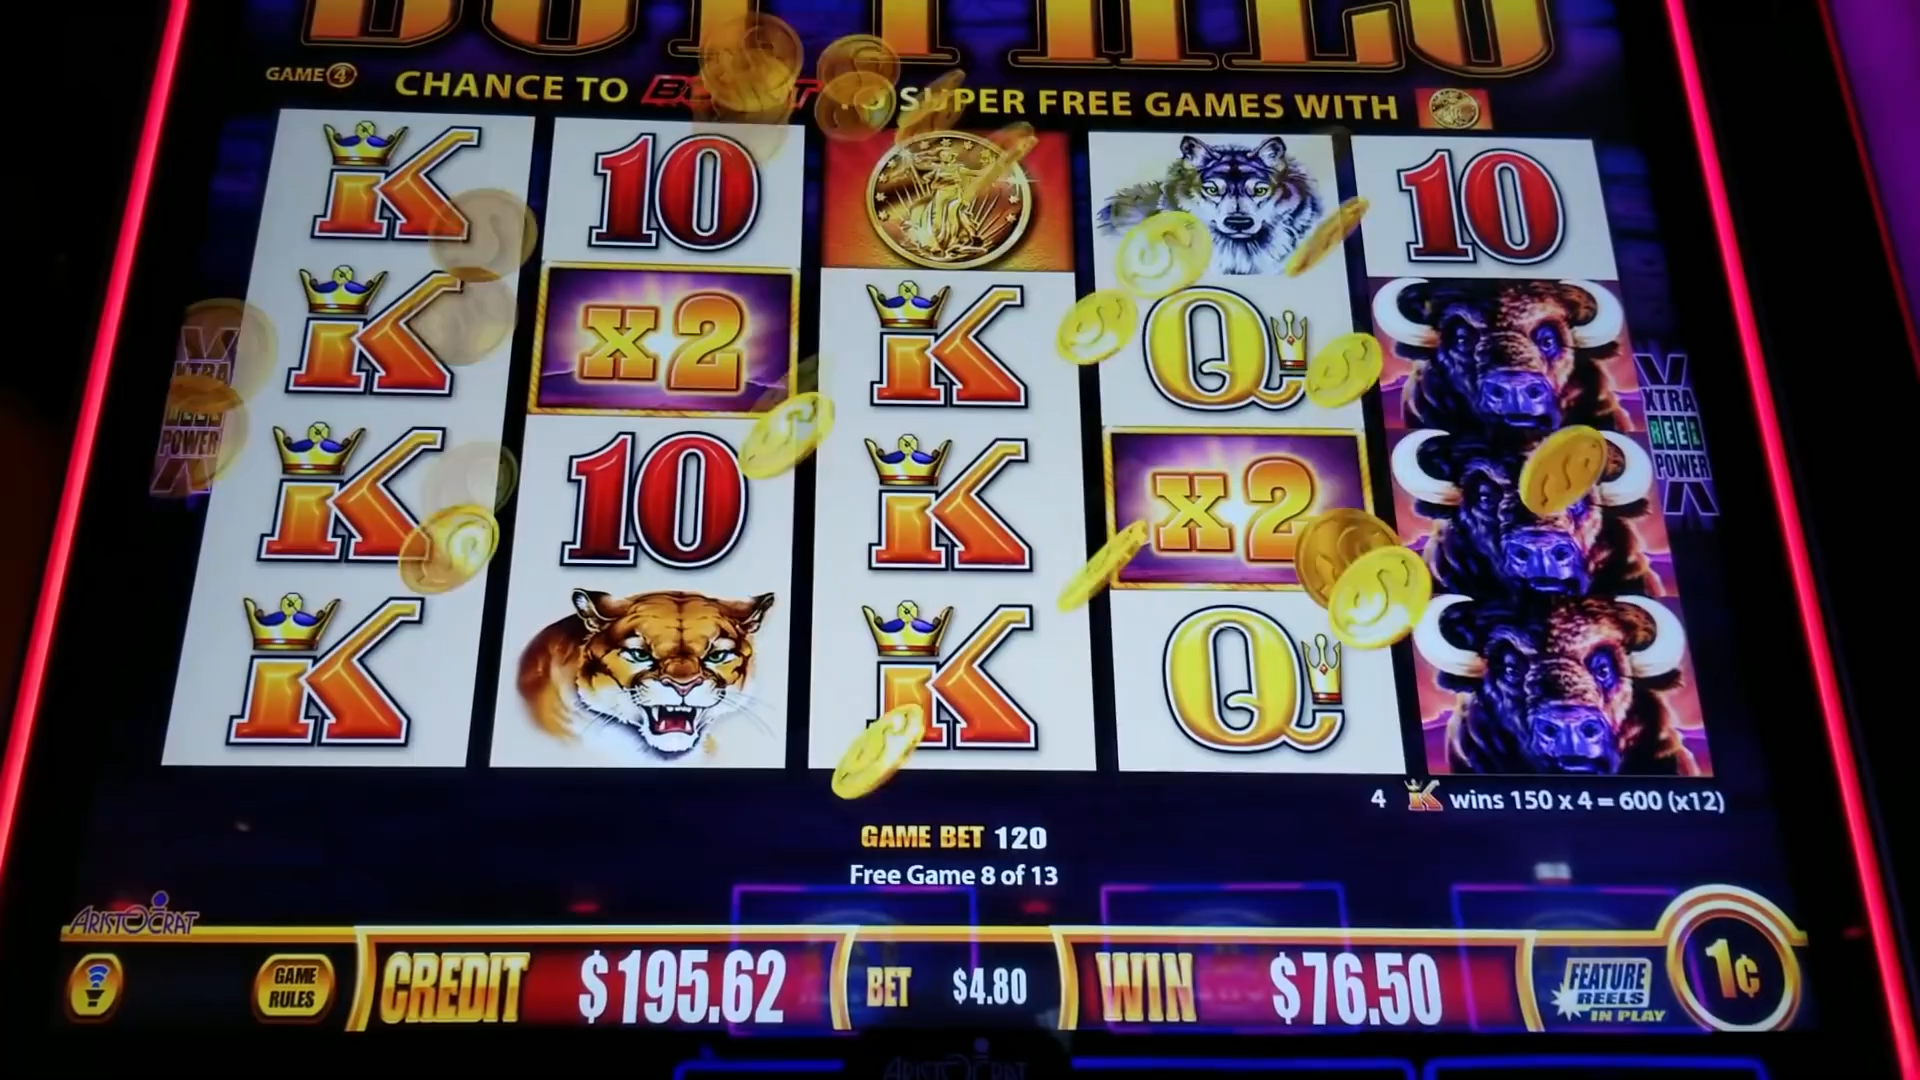 GAME 4
CHANCE TO
SUPER FREE GAMES WITH
K
10
10
K
x2
K
Q
XTRA
REEL
POWER
XTRA
POWER
K
10
K
x2
K
K
Q
4 K wins 150 x 4 = 600 (x12)
GAME BET 120
Free Game 8 of 13
ARISTOCRAT
GAME
RULES
CREDIT $195.62
BET $4.80
WIN $76.50
FEATURE
REELS
IN PLAY
1¢